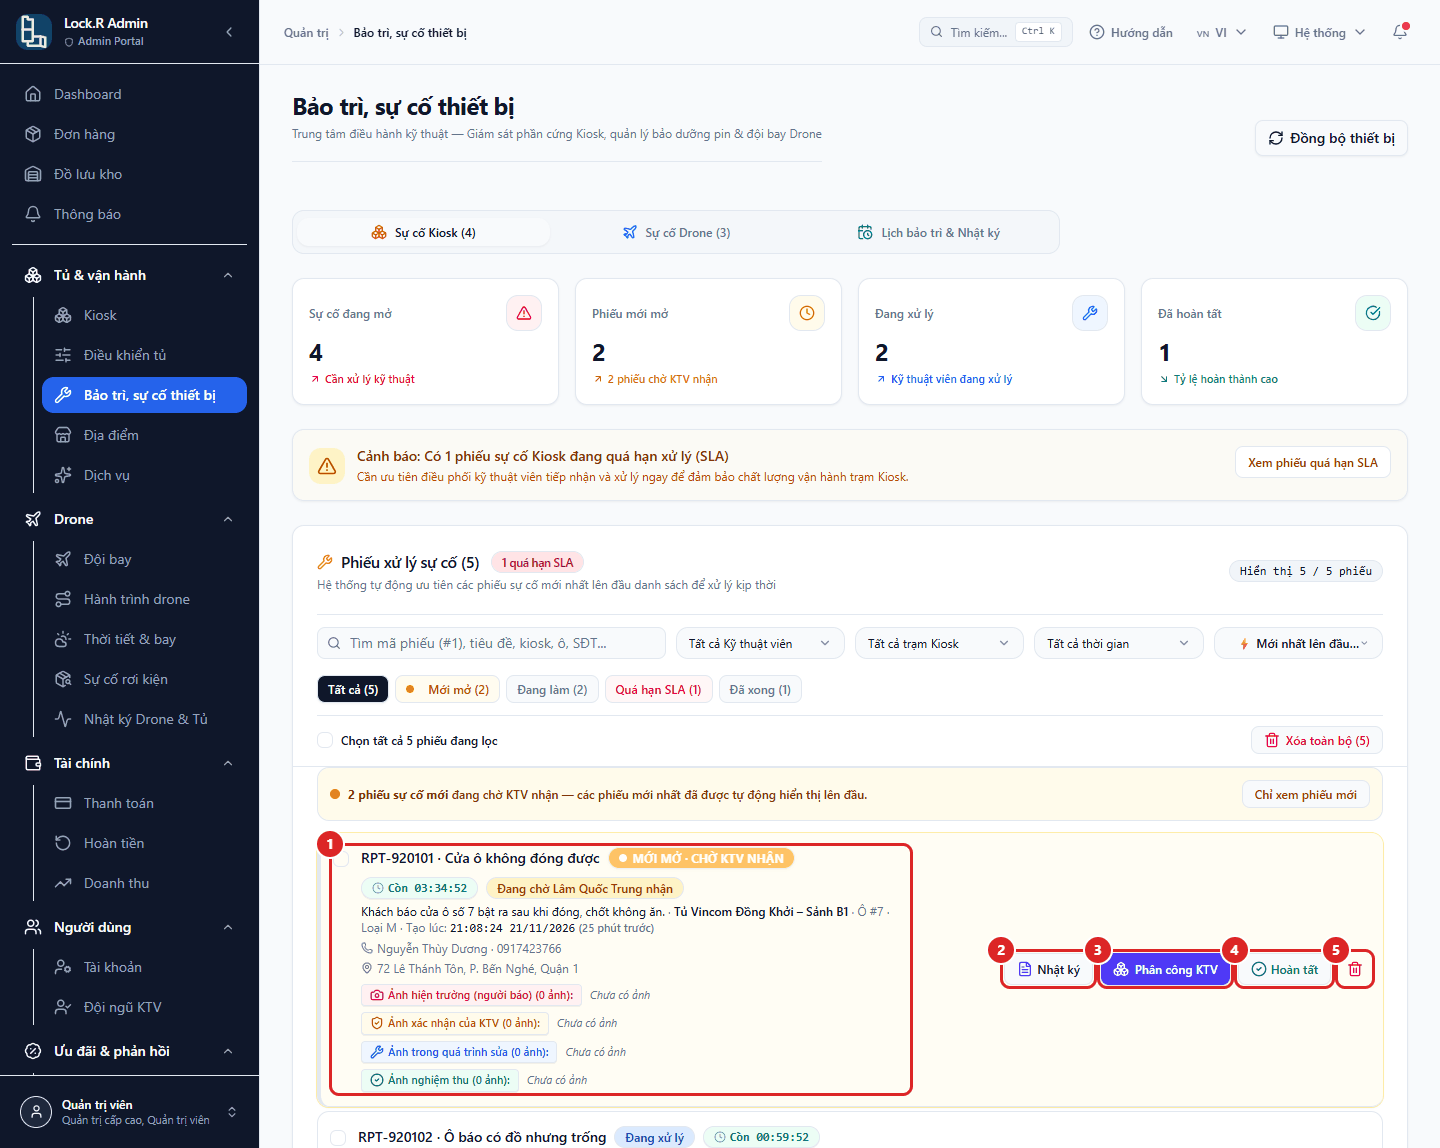 Lock.R Admin
Admin Portal
Dashboard
Đơn hàng
Đồ lưu kho
Thông báo
Tủ & vận hành
Kiosk
Điều khiển tủ
Bảo trì, sự cố thiết bị
Địa điểm
Dịch vụ
Drone
Đội bay
Hành trình drone
Thời tiết & bay
Sự cố rơi kiện
Nhật ký Drone & Tủ
Tài chính
Thanh toán
Hoàn tiền
Doanh thu
Người dùng
Tài khoản
Đội ngũ KTV
Ưu đãi & phản hồi
Quản trị viên
Quản trị cấp cao, Quản trị viên
Quản trị > Bảo trì, sự cố thiết bị
Tìm kiếm... Ctrl K
Hướng dẫn
VN VI
Hệ thống
Bảo trì, sự cố thiết bị
Trung tâm điều hành kỹ thuật — Giám sát phần cứng Kiosk, quản lý bảo dưỡng pin & đội bay Drone
Đồng bộ thiết bị
Sự cố Kiosk (4)
Sự cố Drone (3)
Lịch bảo trì & Nhật ký
Sự cố đang mở
4
Cần xử lý kỹ thuật
Phiếu mới mở
2
2 phiếu chờ KTV nhận
Đang xử lý
2
Kỹ thuật viên đang xử lý
Đã hoàn tất
1
Tỷ lệ hoàn thành cao
Cảnh báo: Có 1 phiếu sự cố Kiosk đang quá hạn xử lý (SLA)
Cần ưu tiên điều phối kỹ thuật viên tiếp nhận và xử lý ngay để đảm bảo chất lượng vận hành trạm Kiosk.
Xem phiếu quá hạn SLA
Phiếu xử lý sự cố (5) 1 quá hạn SLA
Hệ thống tự động ưu tiên các phiếu sự cố mới nhất lên đầu danh sách để xử lý kịp thời
Hiển thị 5 / 5 phiếu
Tìm mã phiếu (#1), tiêu đề, kiosk, ô, SĐT...
Tất cả Kỹ thuật viên
Tất cả trạm Kiosk
Tất cả thời gian
Mới nhất lên đầu...
Tất cả (5)
Mới mở (2)
Đang làm (2)
Quá hạn SLA (1)
Đã xong (1)
Chọn tất cả 5 phiếu đang lọc
Xóa toàn bộ (5)
2 phiếu sự cố mới đang chờ KTV nhận — các phiếu mới nhất đã được tự động hiển thị lên đầu.
Chỉ xem phiếu mới
1
RPT-920101 · Cửa ô không đóng được MỚI MỞ · CHỜ KTV NHẬN
Còn 03:34:52 Đang chờ Lâm Quốc Trung nhận
Khách báo cửa ô số 7 bật ra sau khi đóng, chốt không ăn. · Tủ Vincom Đồng Khởi – Sảnh B1 · Ô #7 ·
Loại M · Tạo lúc: 21:08:24 21/11/2026 (25 phút trước)
Nguyễn Thùy Dương · 0917423766
72 Lê Thánh Tôn, P. Bến Nghé, Quận 1
Ảnh hiện trường (người báo) (0 ảnh): Chưa có ảnh
Ảnh xác nhận của KTV (0 ảnh): Chưa có ảnh
Ảnh trong quá trình sửa (0 ảnh): Chưa có ảnh
Ảnh nghiệm thu (0 ảnh): Chưa có ảnh
2
Nhật ký
3
Phân công KTV
4
Hoàn tất
5
RPT-920102 · Ô báo có đồ nhưng trống Đang xử lý Còn 00:59:52